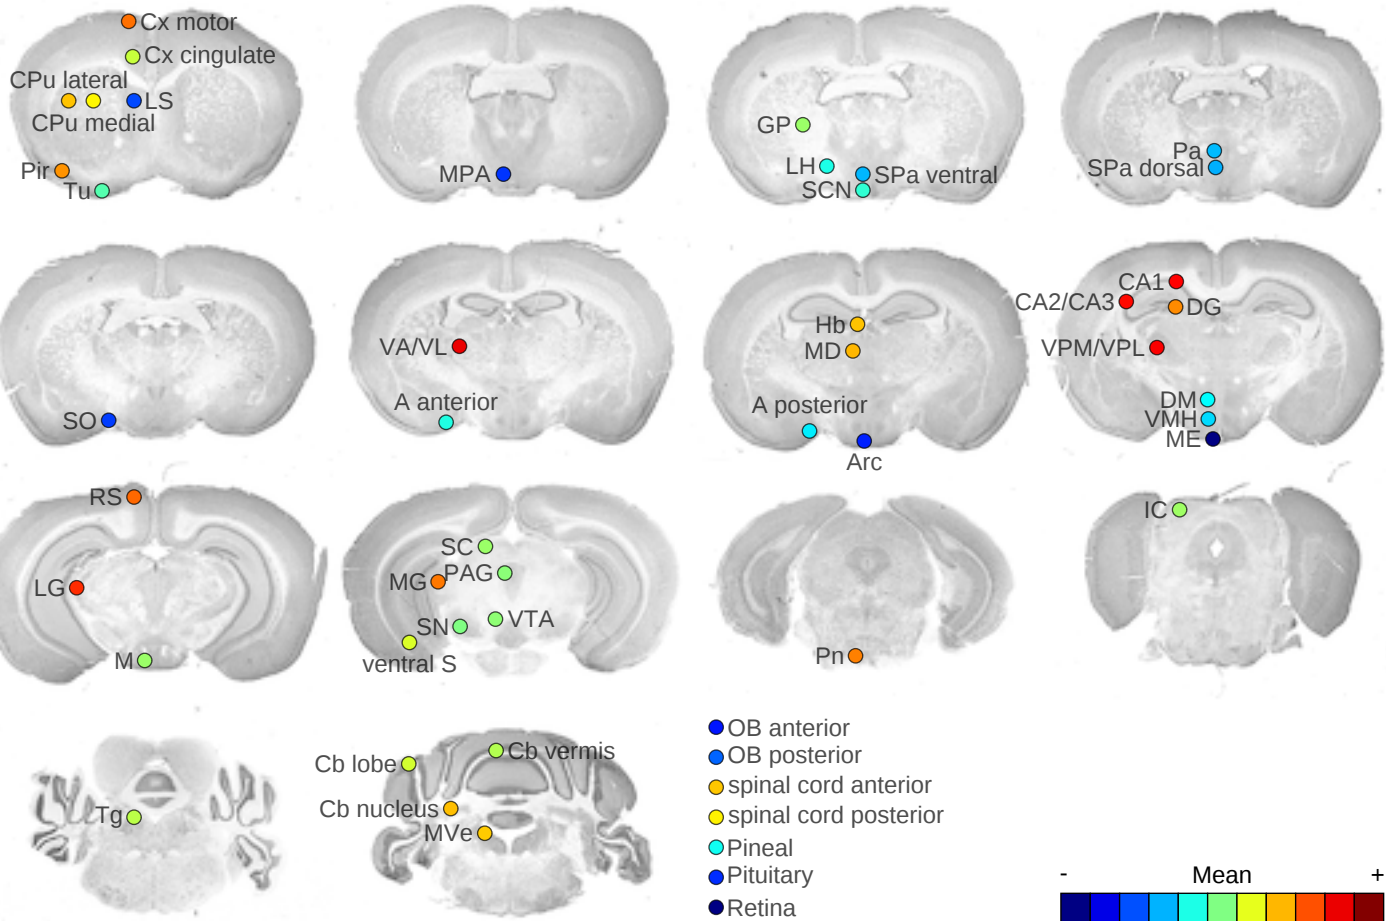 Cx motor
Cx cingulate
CPu lateral
LS
CPu medial
Pir
Tu
MPA
GP
LH
SPa ventral
SCN
Pa
SPa dorsal
SO
VA/VL
A anterior
Hb
MD
A posterior
Arc
CA1
CA2/CA3
DG
VPM/VPL
DM
VMH
ME
RS
LG
M
SC
MG
PAG
SN
VTA
ventral S
Pn
IC
Tg
Cb lobe
Cb vermis
Cb nucleus
MVe
OB anterior
OB posterior
spinal cord anterior
spinal cord posterior
Pineal
Pituitary
Retina
- Mean +